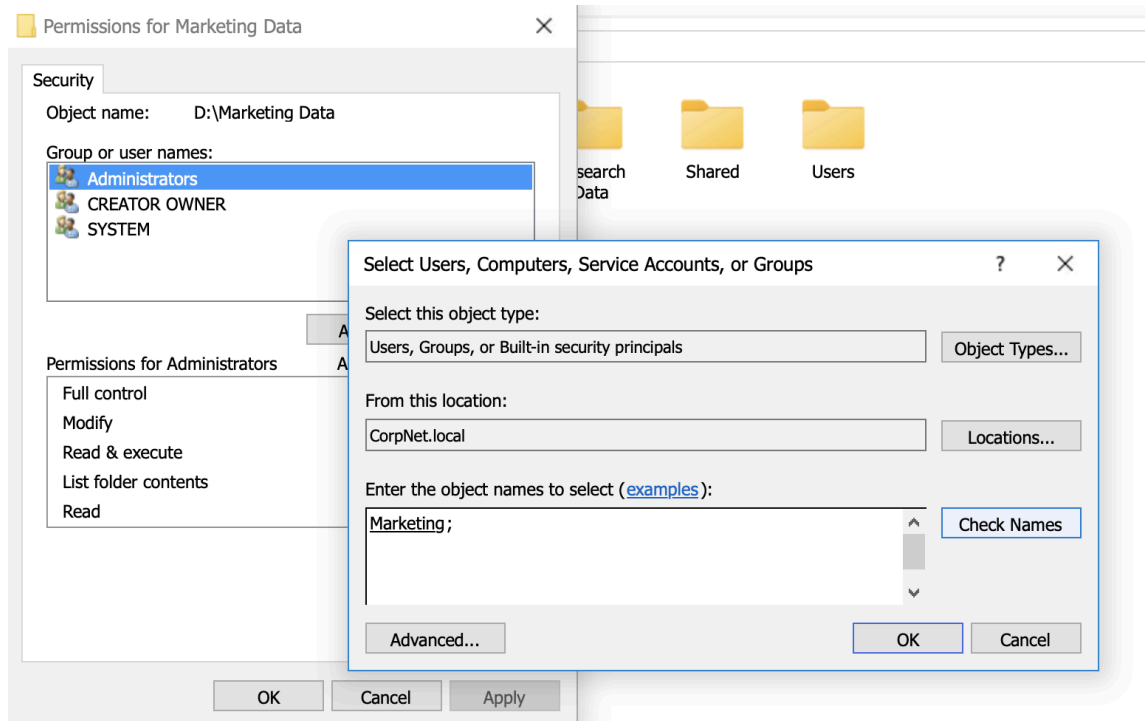 Permissions for Marketing Data
Security
Object name: D:\Marketing Data
Group or user names:
Administrators
CREATOR OWNER
SYSTEM
Permissions for Administrators
Full control
Modify
Read & execute
List folder contents
Read
OK Cancel Apply
search
Data
Shared
Users
Select Users, Computers, Service Accounts, or Groups
Select this object type:
Users, Groups, or Built-in security principals
Object Types...
From this location:
CorpNet.local
Locations...
Enter the object names to select (examples):
Marketing;
Check Names
Advanced...
OK Cancel